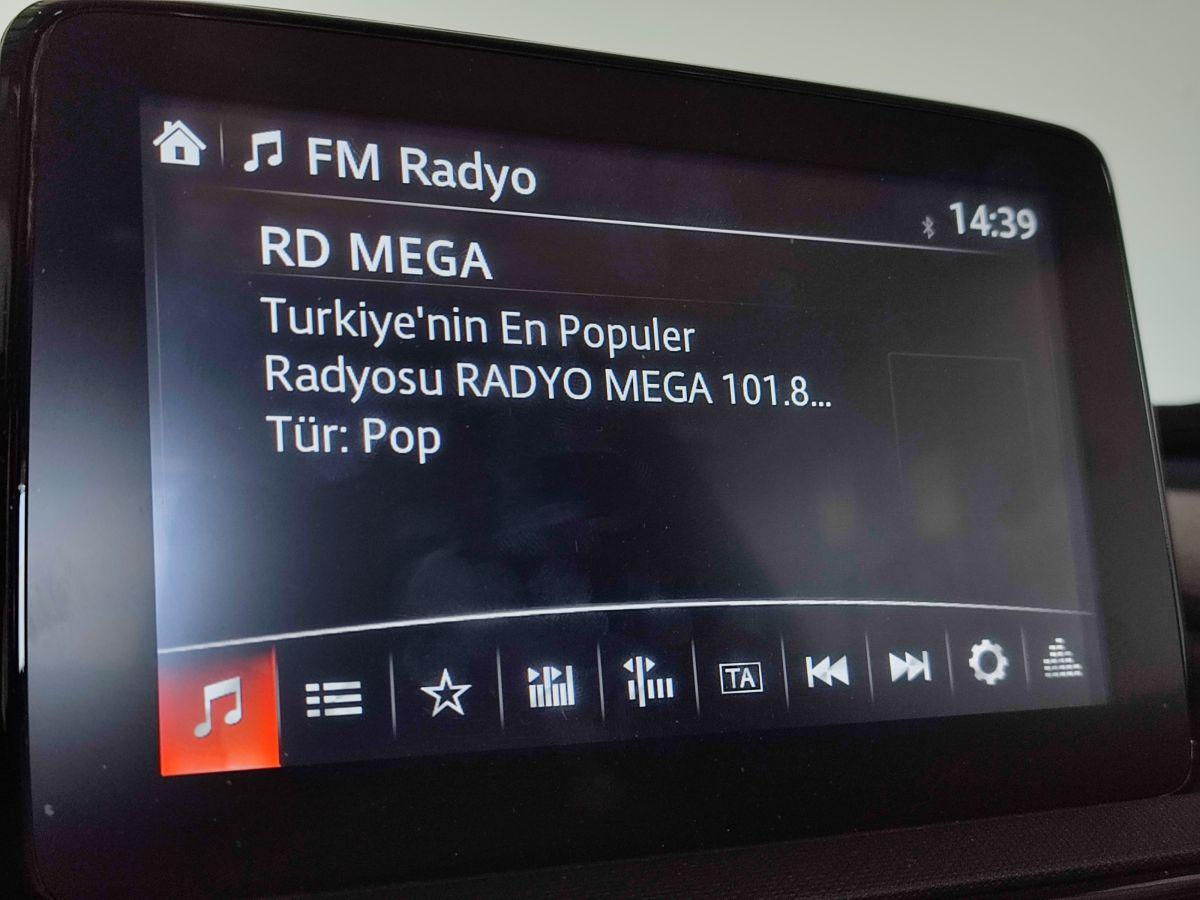 FM Radyo
14:39
RD MEGA
Turkiye'nin En Populer
Radyosu RADYO MEGA 101.8...
Tür: Pop
TA